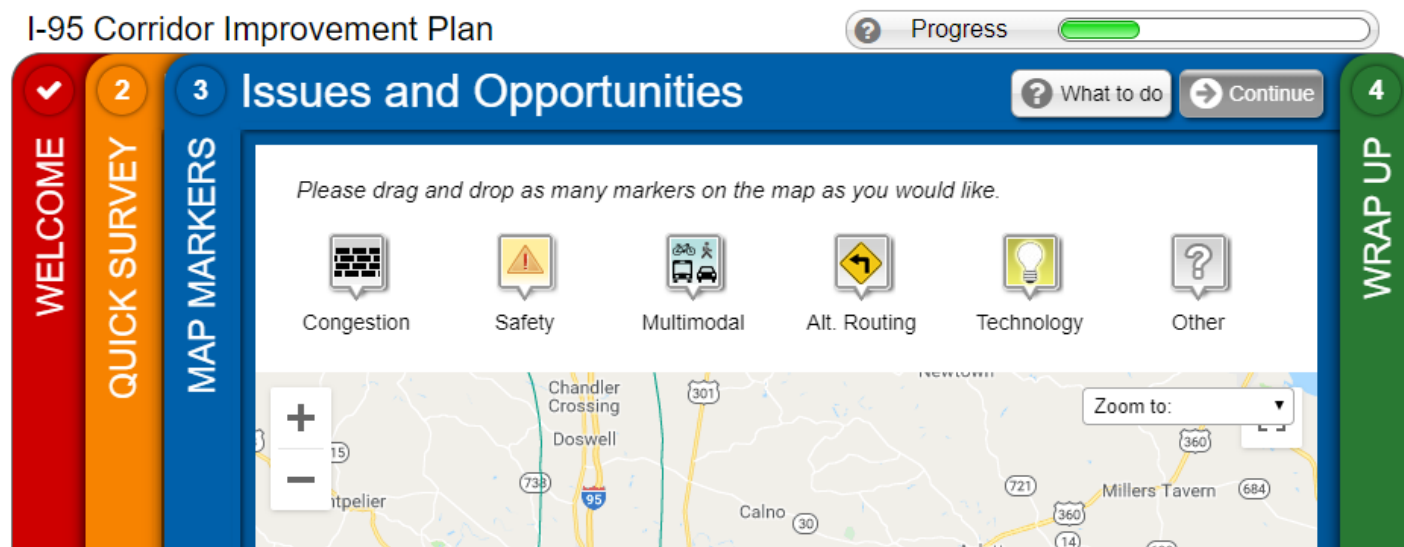 I-95 Corridor Improvement Plan
? Progress
WELCOME
2
QUICK SURVEY
3
MAP MARKERS
Issues and Opportunities
? What to do
Continue
4
WRAP UP
Please drag and drop as many markers on the map as you would like.
Congestion
Safety
Multimodal
Alt. Routing
Technology
?
Other
+
−
Zoom to:
Chandler
Crossing
301
Doswell
360
15
738
95
721
Millers Tavern
684
Calno
30
360
14